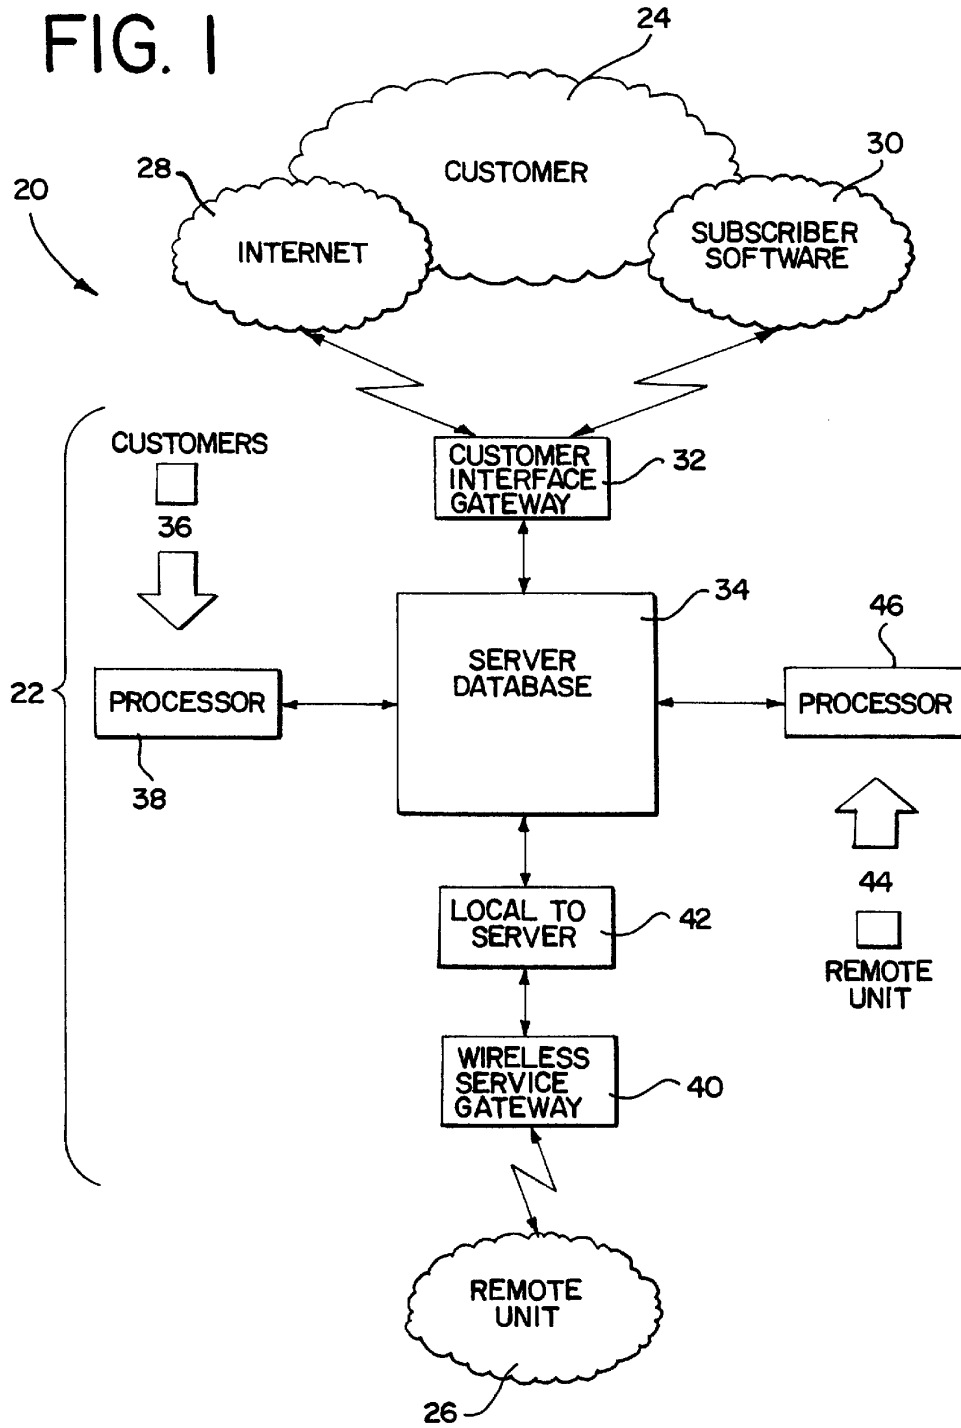 FIG. 1
24
CUSTOMER
28
INTERNET
30
SUBSCRIBER
SOFTWARE
20
CUSTOMERS
36
CUSTOMER
INTERFACE
GATEWAY
32
34
SERVER
DATABASE
46
22
PROCESSOR
38
PROCESSOR
44
REMOTE
UNIT
LOCAL TO
SERVER
42
WIRELESS
SERVICE
GATEWAY
40
REMOTE
UNIT
26